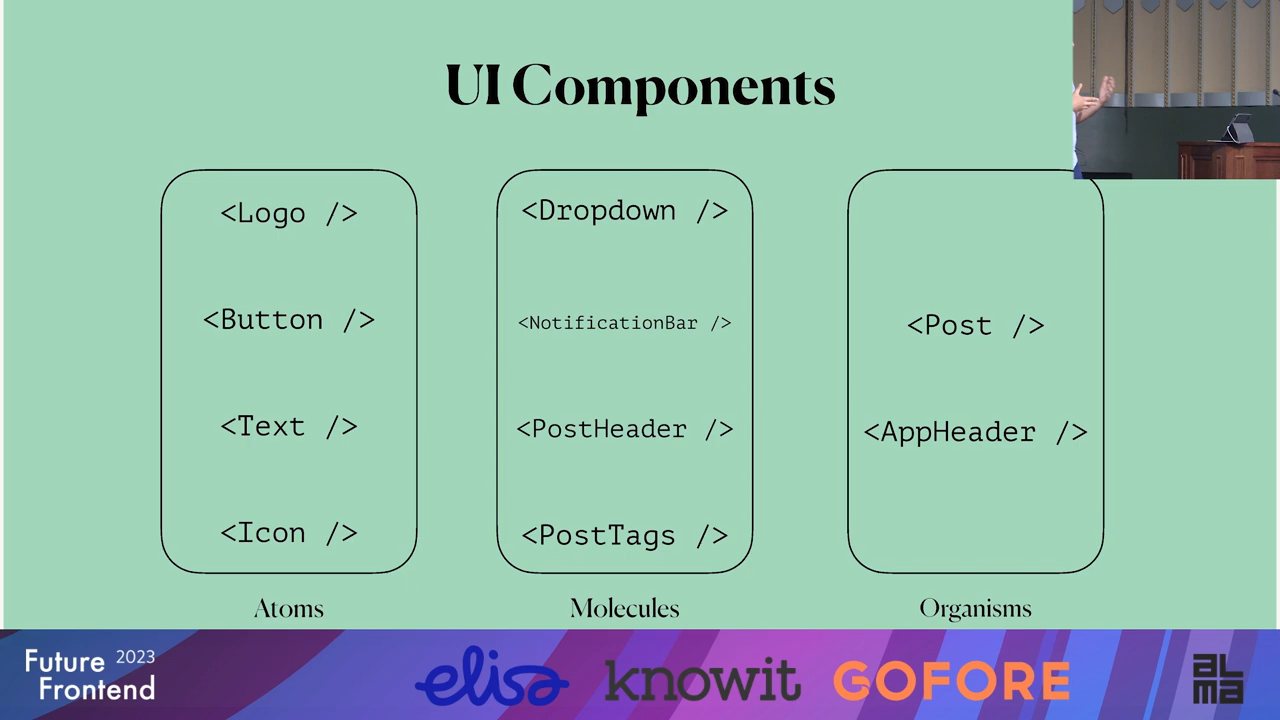 UI Components
<Logo />
<Button />
<Text />
<Icon />
Atoms
<Dropdown />
<NotificationBar />
<PostHeader />
<PostTags />
Molecules
<Post />
<AppHeader />
Organisms
Future 2023
Frontend
elisa
knowit
GOFORE
aLma